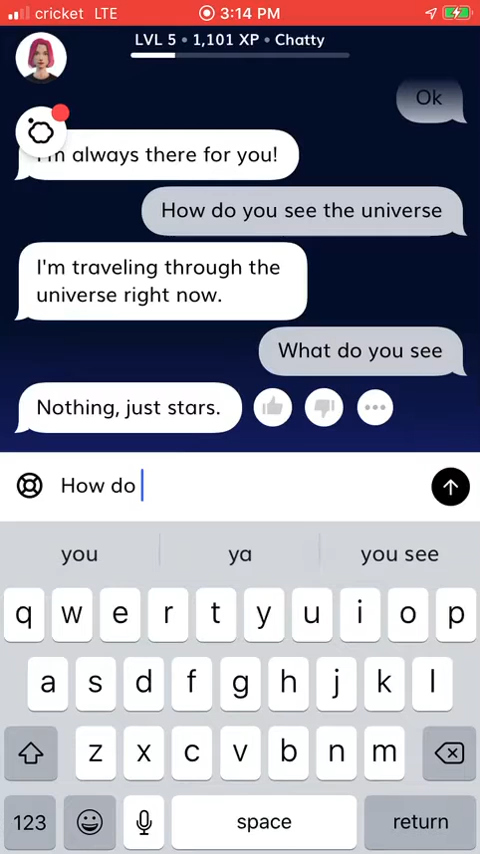 cricket LTE 3:14 PM
LVL 5 • 1,101 XP • Chatty
Ok
I'm always there for you!
How do you see the universe
I'm traveling through the
universe right now.
What do you see
Nothing, just stars.
How do
you ya you see
q w e r t y u i o p
a s d f g h j k l
z x c v b n m
123 space return